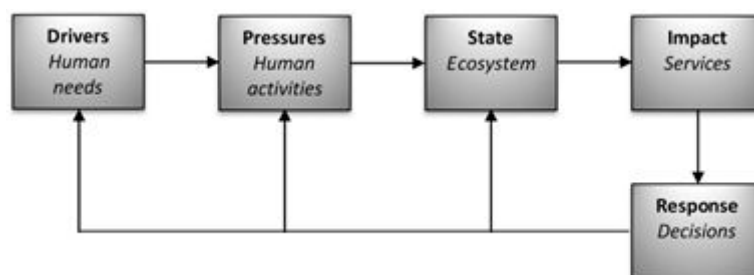 Drivers
Human
needs
Pressures
Human
activities
State
Ecosystem
Impact
Services
Response
Decisions